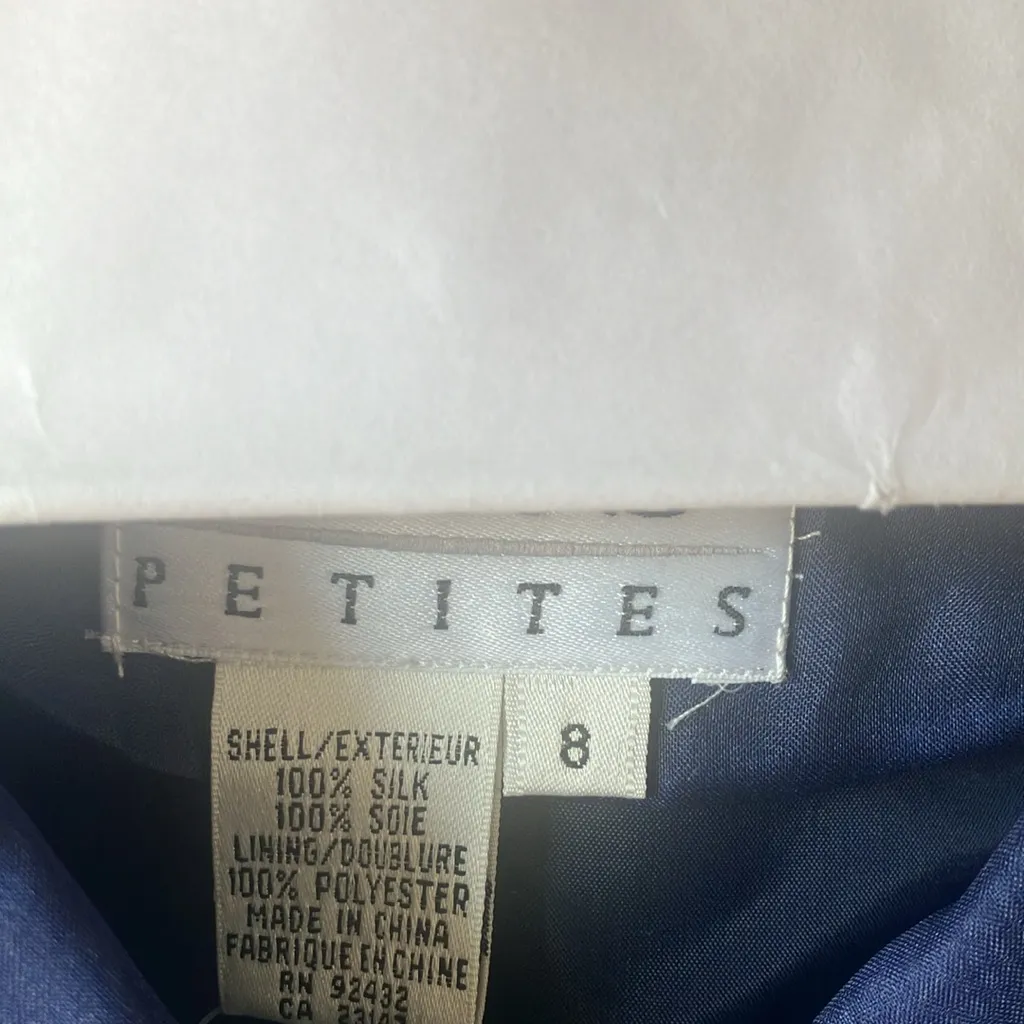 PETITES
8
SHELL/EXTERIEUR
100% SILK
100% SOIE
LINING/DOUBLURE
100% POLYESTER
MADE IN CHINA
FABRIQUE EN CHINE
RN 92432
CA